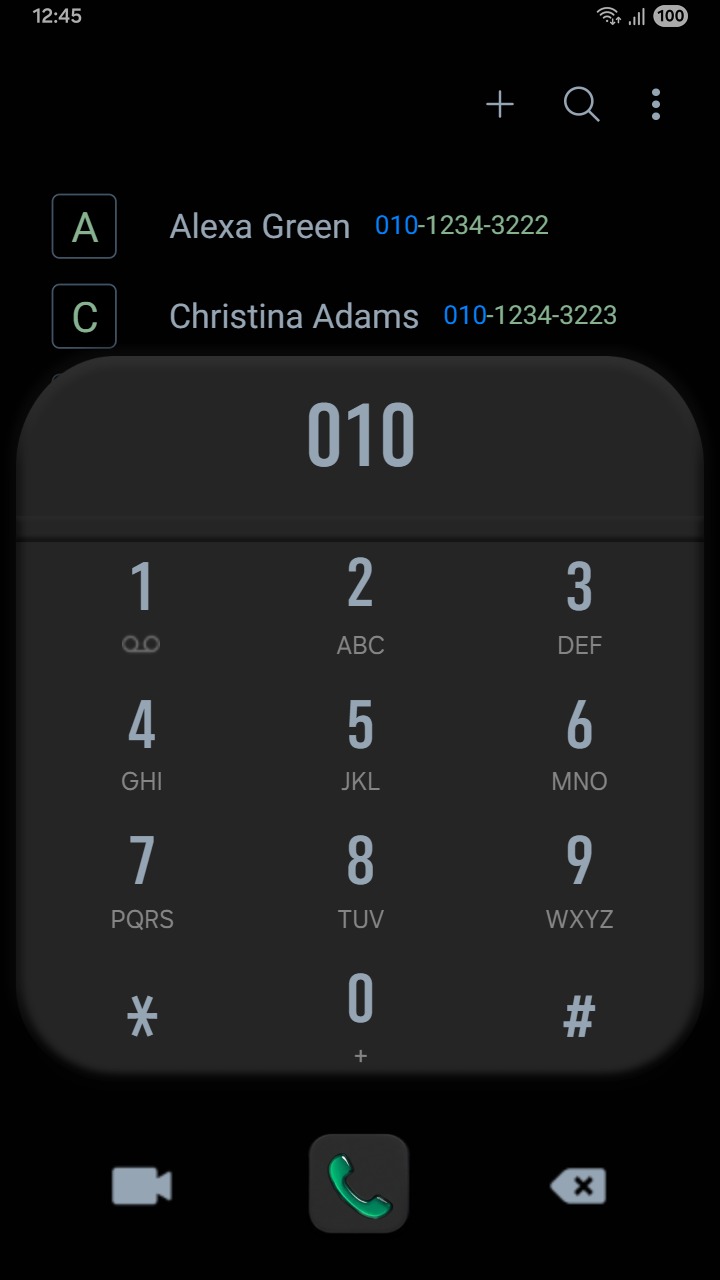 12:45 100
A Alexa Green 010-1234-3222
C Christina Adams 010-1234-3223
010
1 2 3
ABC DEF
4 5 6
GHI JKL MNO
7 8 9
PQRS TUV WXYZ
* 0 #
+